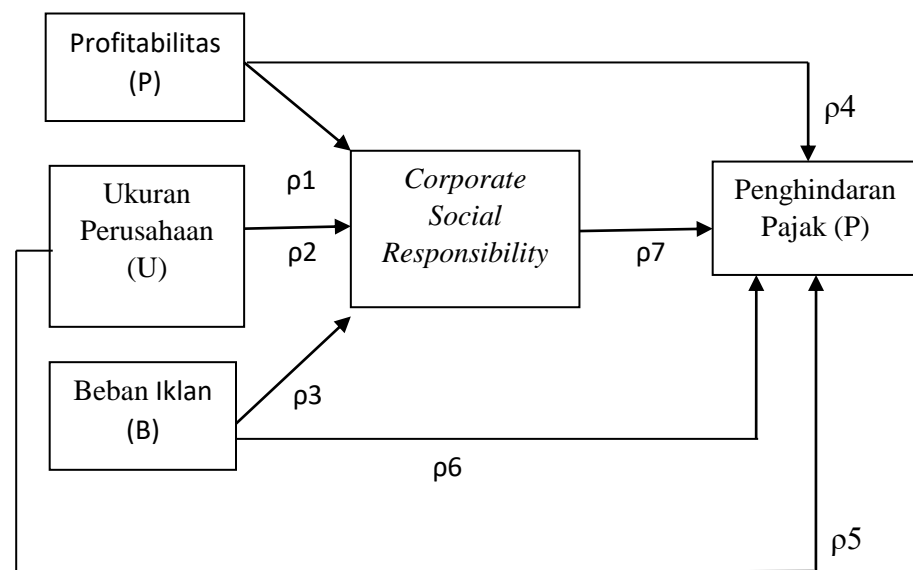 Profitabilitas
(P)
ρ4
Ukuran
Perusahaan
(U)
ρ1
ρ2
Corporate
Social
Responsibility
ρ7
Penghindaran
Pajak (P)
Beban Iklan
(B)
ρ3
ρ6
ρ5